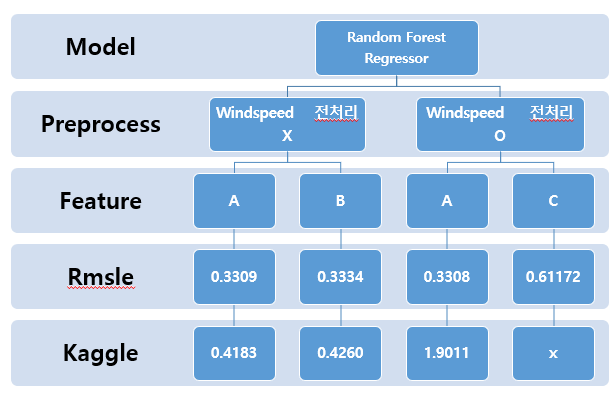 Model
Random Forest
Regressor
Preprocess
Windspeed 전처리
X
Windspeed 전처리
O
Feature
A
B
A
C
Rmsle
0.3309
0.3334
0.3308
0.61172
Kaggle
0.4183
0.4260
1.9011
x